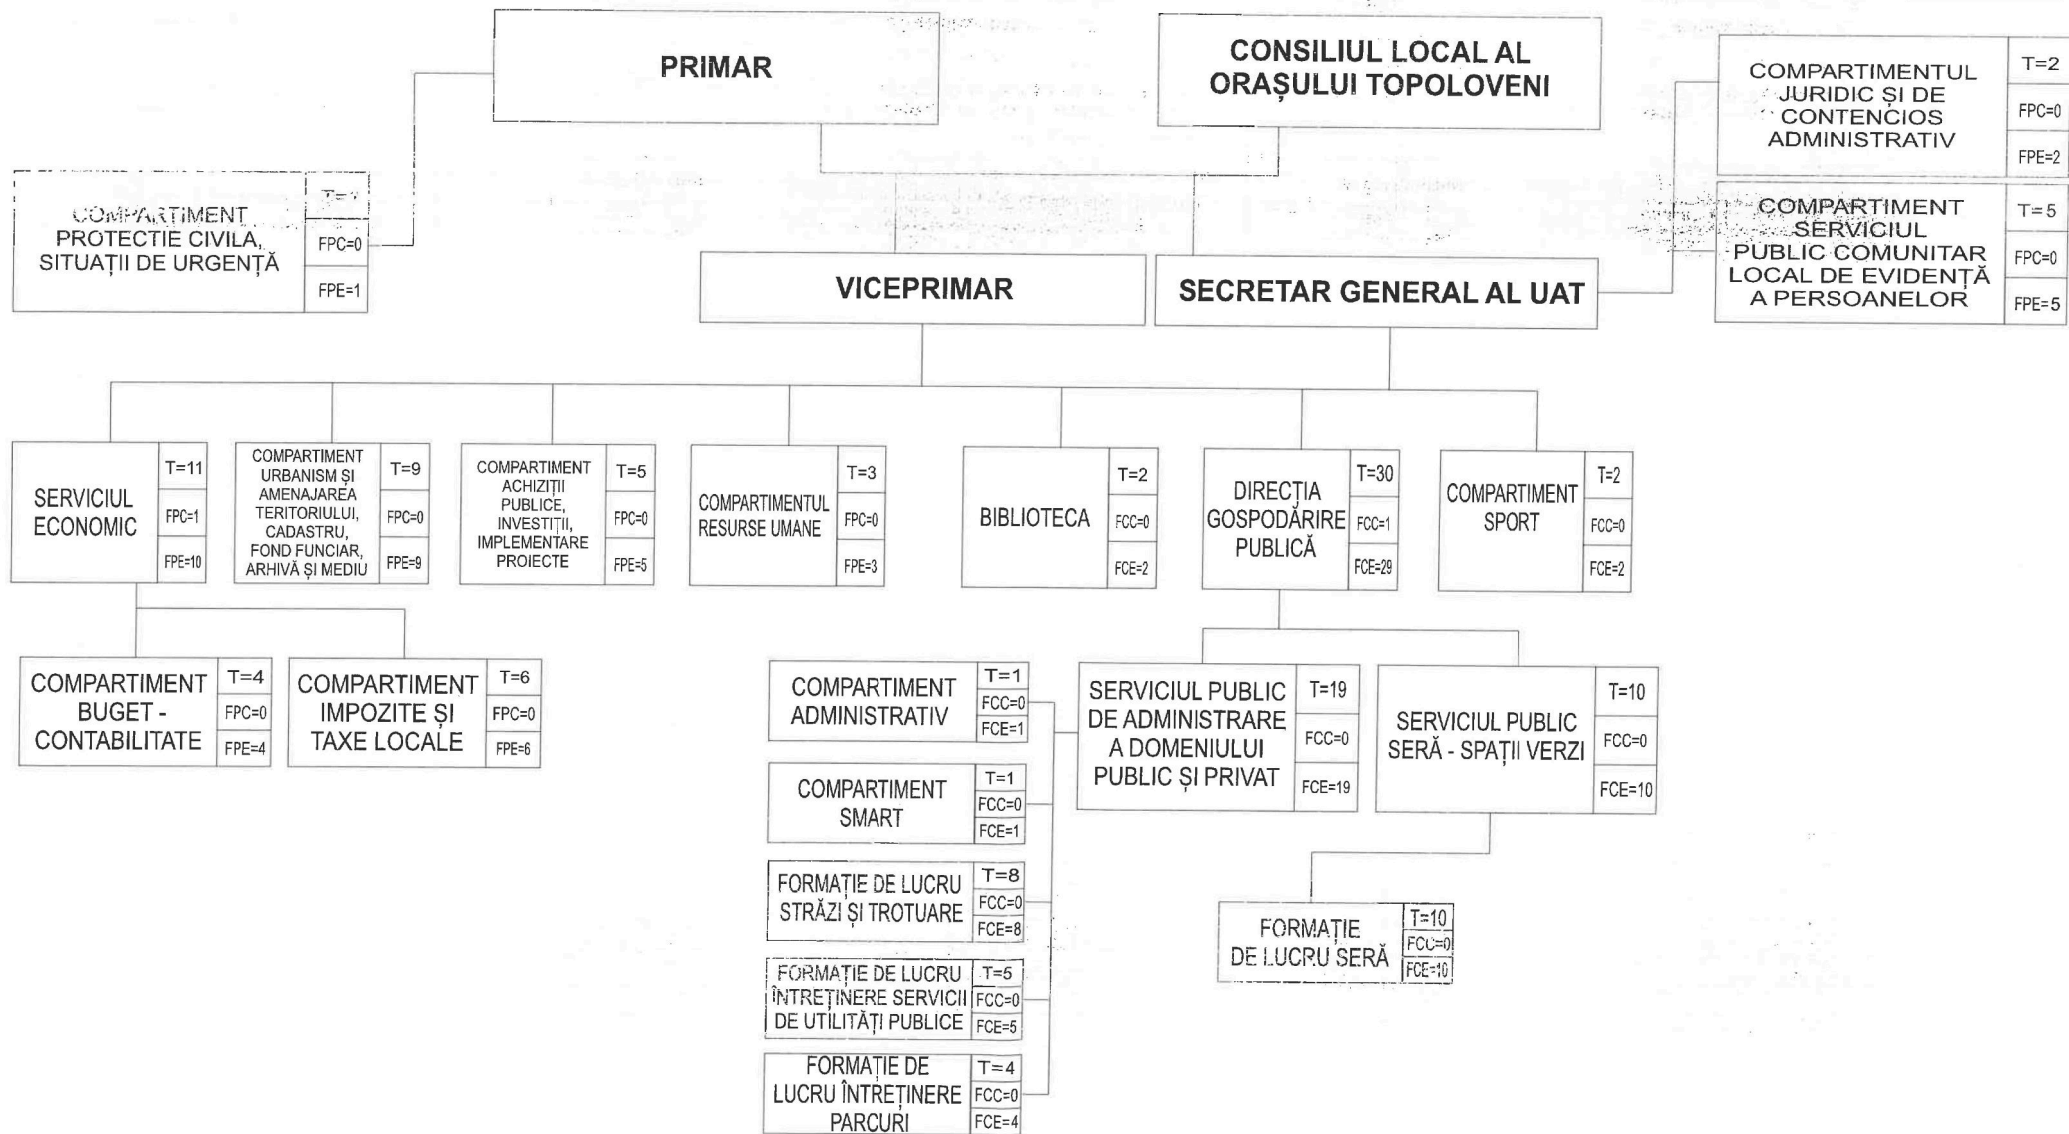 PRIMAR
CONSILIUL LOCAL AL
ORAȘULUI TOPOLOVENI
COMPARTIMENTUL
JURIDIC ȘI DE
CONTENCIOS
ADMINISTRATIV
T=2
FPC=0
FPE=2
COMPARTIMENT
PROTECTIE CIVILA,
SITUAȚII DE URGENȚĂ
FPC=0
FPE=1
COMPARTIMENT
SERVICIUL
PUBLIC COMUNITAR
LOCAL DE EVIDENȚĂ
A PERSOANELOR
T=5
FPC=0
FPE=5
VICEPRIMAR
SECRETAR GENERAL AL UAT
SERVICIUL
ECONOMIC
T=11
FPC=1
FPE=10
COMPARTIMENT
URBANISM ȘI
AMENAJAREA
TERITORIULUI,
CADASTRU,
FOND FUNCIAR,
ARHIVĂ ȘI MEDIU
T=9
FPC=0
FPE=9
COMPARTIMENT
ACHIZIȚII
PUBLICE,
INVESTIȚII,
IMPLEMENTARE
PROIECTE
T=5
FPC=0
FPE=5
COMPARTIMENTUL
RESURSE UMANE
T=3
FPC=0
FPE=3
BIBLIOTECA
T=2
FCC=0
FCE=2
DIRECȚIA
GOSPODĂRIRE
PUBLICĂ
T=30
FCC=1
FCE=29
COMPARTIMENT
SPORT
T=2
FCC=0
FCE=2
COMPARTIMENT
BUGET -
CONTABILITATE
T=4
FPC=0
FPE=4
COMPARTIMENT
IMPOZITE ȘI
TAXE LOCALE
T=6
FPC=0
FPE=6
COMPARTIMENT
ADMINISTRATIV
T=1
FCC=0
FCE=1
SERVICIUL PUBLIC
DE ADMINISTRARE
A DOMENIULUI
PUBLIC ȘI PRIVAT
T=19
FCC=0
FCE=19
SERVICIUL PUBLIC
SERĂ - SPAȚII VERZI
T=10
FCC=0
FCE=10
COMPARTIMENT
SMART
T=1
FCC=0
FCE=1
FORMAȚIE DE LUCRU
STRĂZI ȘI TROTUARE
T=8
FCC=0
FCE=8
FORMAȚIE
DE LUCRU SERĂ
T=10
FCC=0
FCE=10
FORMAȚIE DE LUCRU
ÎNTREȚINERE SERVICII
DE UTILITĂȚI PUBLICE
T=5
FCC=0
FCE=5
FORMAȚIE DE
LUCRU ÎNTREȚINERE
PARCURI
T=4
FCC=0
FCE=4